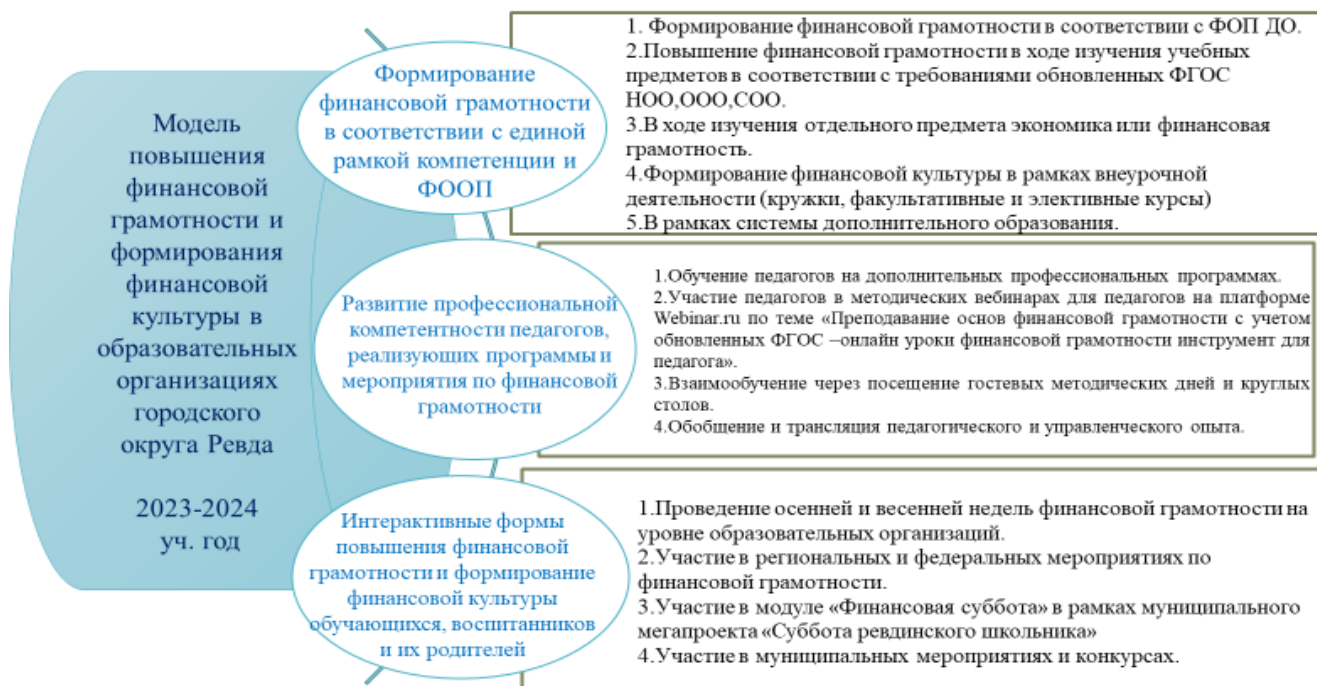 Модель
повышения
финансовой
грамотности и
формирования
финансовой
культуры в
образовательных
организациях
городского
округа Ревда
2023-2024
уч. год
Формирование
финансовой грамотности
в соответствии с единой
рамкой компетенции и
ФООП
1. Формирование финансовой грамотности в соответствии с ФОП ДО.
2.Повышение финансовой грамотности в ходе изучения учебных
предметов в соответствии с требованиями обновленных ФГОС
НОО,ООО,СОО.
3.В ходе изучения отдельного предмета экономика или финансовая
грамотность.
4.Формирование финансовой культуры в рамках внеурочной
деятельности (кружки, факультативные и элективные курсы)
5.В рамках системы дополнительного образования.
Развитие профессиональной
компетентности педагогов,
реализующих программы и
мероприятия по финансовой
грамотности
1.Обучение педагогов на дополнительных профессиональных программах.
2.Участие педагогов в методических вебинарах для педагогов на платформе
Webinar.ru по теме «Преподавание основ финансовой грамотности с учетом
обновленных ФГОС –онлайн уроки финансовой грамотности инструмент для
педагога».
3.Взаимообучение через посещение гостевых методических дней и круглых
столов.
4.Обобщение и трансляция педагогического и управленческого опыта.
Интерактивные формы
повышения финансовой
грамотности и формирование
финансовой культуры
обучающихся, воспитанников
и их родителей
1.Проведение осенней и весенней недель финансовой грамотности на
уровне образовательных организаций.
2.Участие в региональных и федеральных мероприятиях по
финансовой грамотности.
3.Участие в модуле «Финансовая суббота» в рамках муниципального
мегапроекта «Суббота ревдинского школьника»
4.Участие в муниципальных мероприятиях и конкурсах.